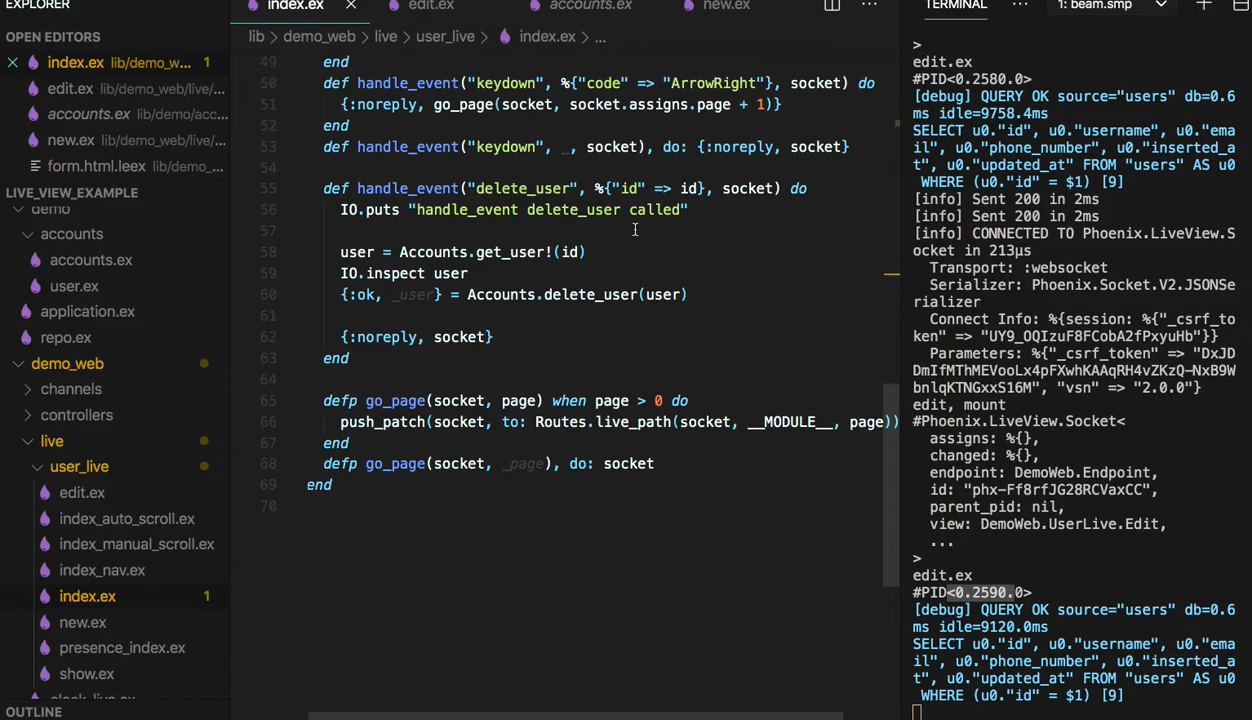 EXPLORER
OPEN EDITORS
index.ex lib/demo_w... 1
edit.ex lib/demo_web/live/...
accounts.ex lib/demo/acc...
new.ex lib/demo_web/live/...
form.html.leex lib/demo_...
LIVE_VIEW_EXAMPLE
demo
accounts
accounts.ex
user.ex
application.ex
repo.ex
demo_web
channels
controllers
live
user_live
edit.ex
index_auto_scroll.ex
index_manual_scroll.ex
index_nav.ex
index.ex 1
new.ex
presence_index.ex
show.ex
clock_live.ex
OUTLINE
index.ex edit.ex accounts.ex new.ex
lib > demo_web > live > user_live > index.ex > ...
49 end
50 def handle_event("keydown", %{"code" => "ArrowRight"}, socket) do
51 {:noreply, go_page(socket, socket.assigns.page + 1)}
52 end
53 def handle_event("keydown", _, socket), do: {:noreply, socket}
54
55 def handle_event("delete_user", %{"id" => id}, socket) do
56 IO.puts "handle_event delete_user called"
57
58 user = Accounts.get_user!(id)
59 IO.inspect user
60 {:ok, _user} = Accounts.delete_user(user)
61
62 {:noreply, socket}
63 end
64
65 defp go_page(socket, page) when page > 0 do
66 push_patch(socket, to: Routes.live_path(socket, __MODULE__, page))
67 end
68 defp go_page(socket, _page), do: socket
69 end
70
TERMINAL ... 1: beam.smp
>
edit.ex
#PID<0.2580.0>
[debug] QUERY OK source="users" db=0.6
ms idle=9758.4ms
SELECT u0."id", u0."username", u0."ema
il", u0."phone_number", u0."inserted_a
t", u0."updated_at" FROM "users" AS u0
WHERE (u0."id" = $1) [9]
[info] Sent 200 in 2ms
[info] Sent 200 in 2ms
[info] CONNECTED TO Phoenix.LiveView.S
ocket in 213µs
Transport: :websocket
Serializer: Phoenix.Socket.V2.JSONSe
rializer
Connect Info: %{session: %{"_csrf_to
ken" => "UY9_OQIzuF8FCobA2fPxyuHb"}}
Parameters: %{"_csrf_token" => "DxJD
DmIfMThMEVooLx4pFXwhKAAqRH4vZKzQ-NxB9W
bnlqKTNGxxS16M", "vsn" => "2.0.0"}
edit, mount
#Phoenix.LiveView.Socket<
assigns: %{},
changed: %{},
endpoint: DemoWeb.Endpoint,
id: "phx-Ff8rfJG28RCVaxCC",
parent_pid: nil,
view: DemoWeb.UserLive.Edit,
...
>
edit.ex
#PID<0.2590.0>
[debug] QUERY OK source="users" db=0.6
ms idle=9120.0ms
SELECT u0."id", u0."username", u0."ema
il", u0."phone_number", u0."inserted_a
t", u0."updated_at" FROM "users" AS u0
WHERE (u0."id" = $1) [9]